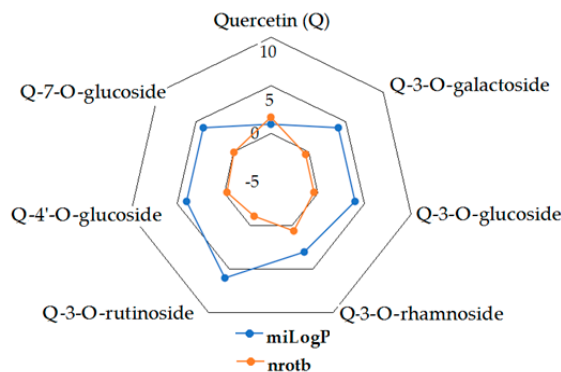 Quercetin (Q)
10
Q-7-O-glucoside
Q-3-O-galactoside
5
0
-5
Q-4'-O-glucoside
Q-3-O-glucoside
Q-3-O-rutinoside
Q-3-O-rhamnoside
miLogP
nrotb